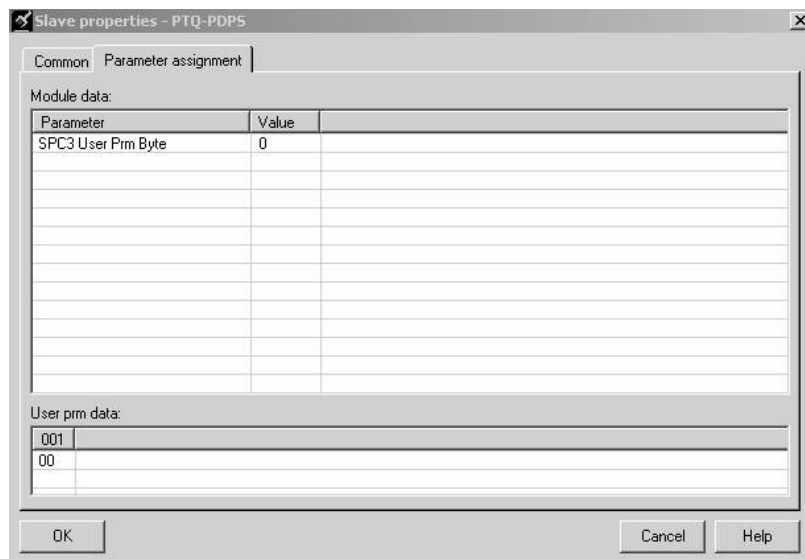 Slave properties - PTQ-PDPS
Common Parameter assignment
Module data:
Parameter Value
SPC3 User Prm Byte 0
User prm data:
001
00
OK Cancel Help